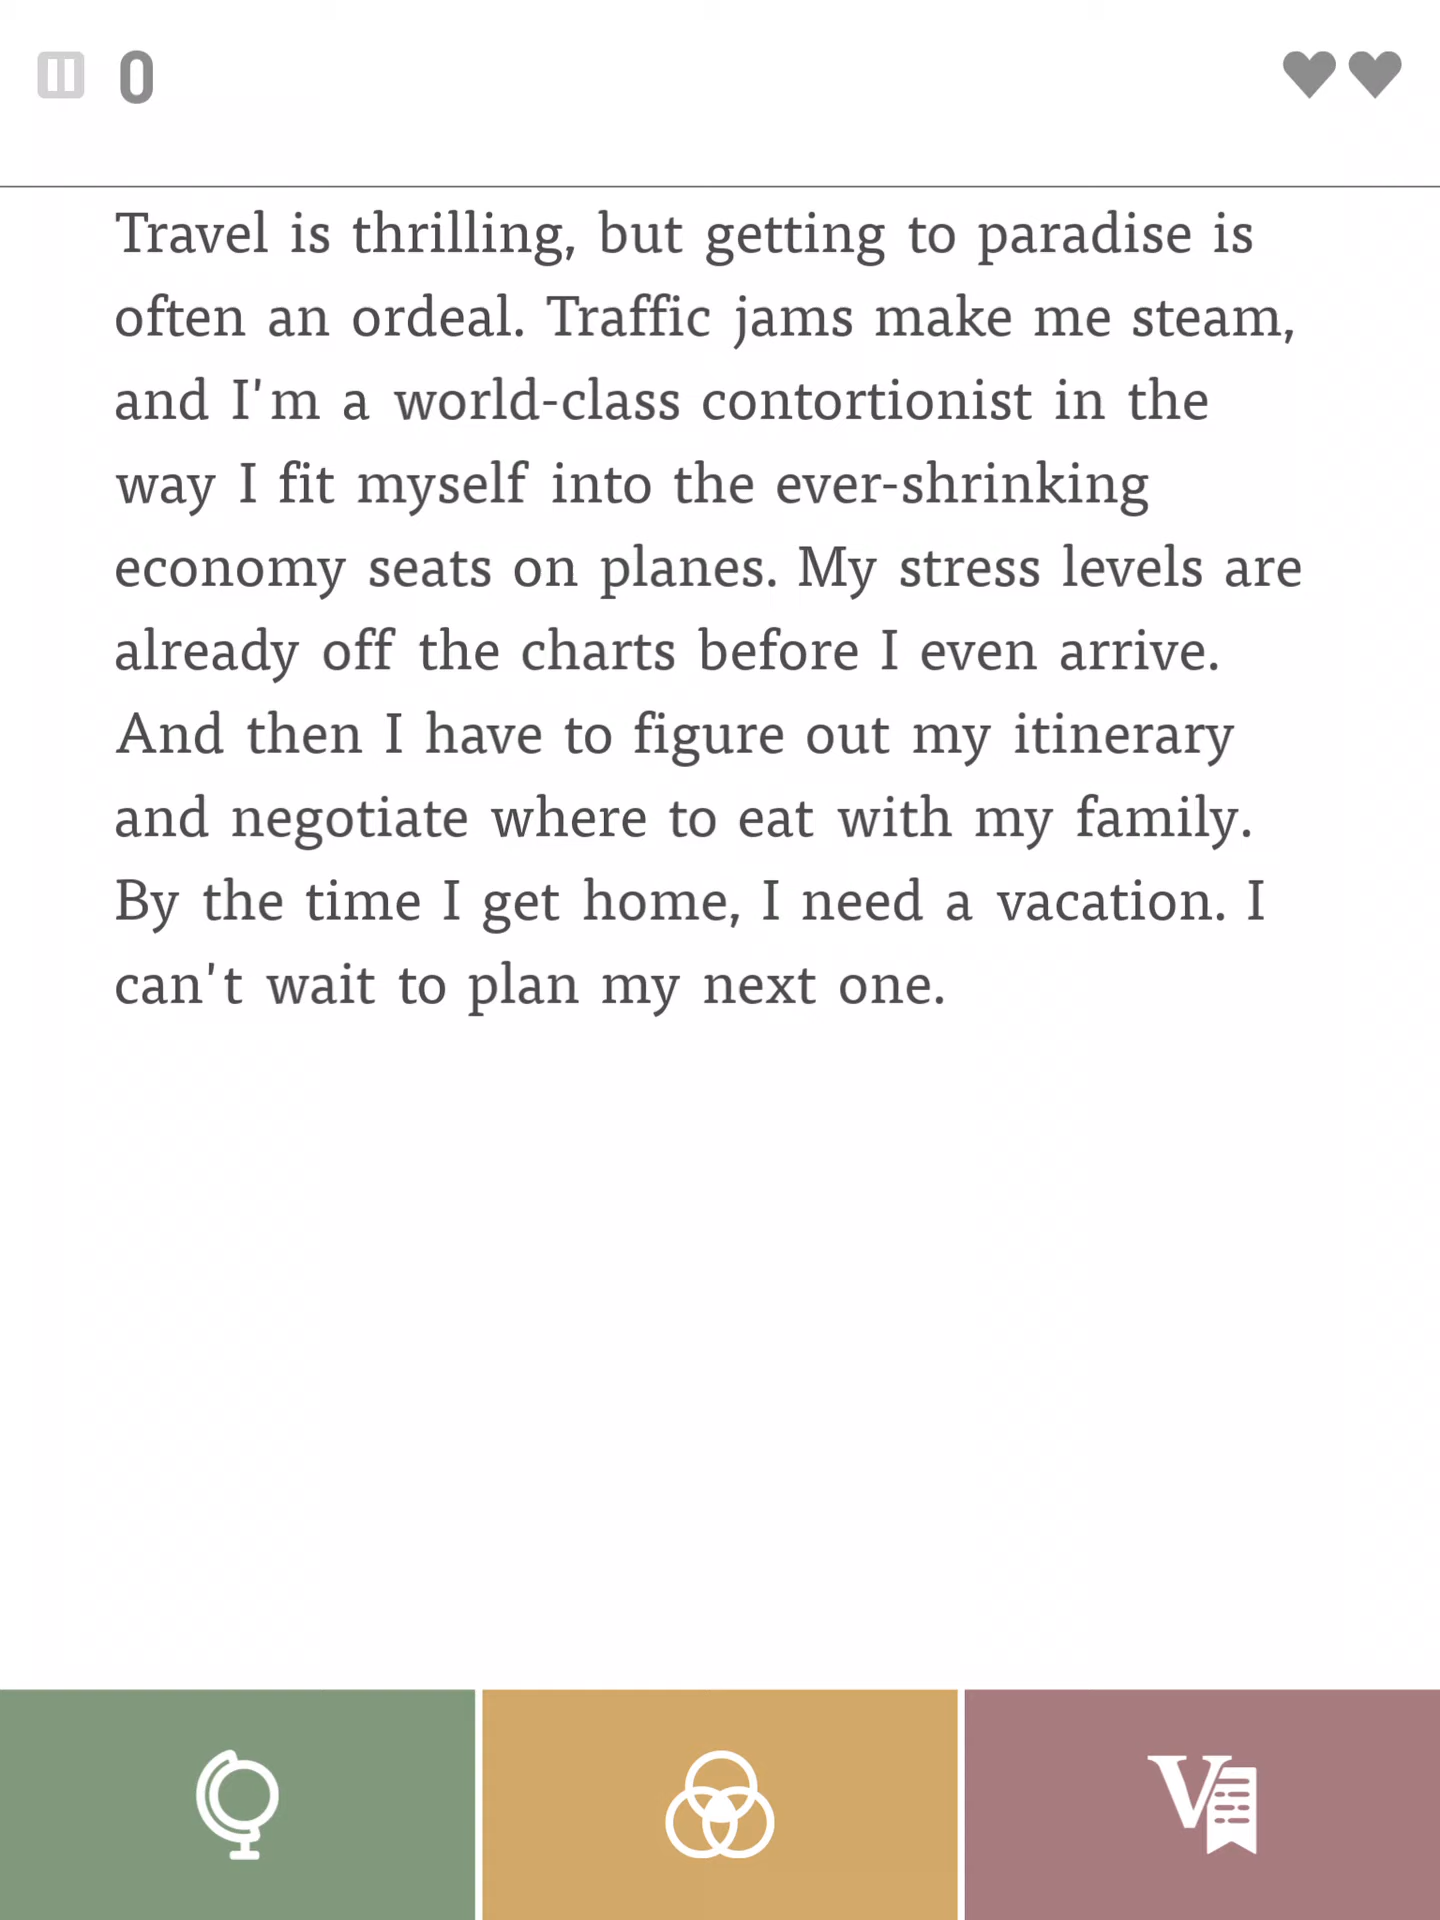 0
Travel is thrilling, but getting to paradise is
often an ordeal. Traffic jams make me steam,
and I'm a world-class contortionist in the
way I fit myself into the ever-shrinking
economy seats on planes. My stress levels are
already off the charts before I even arrive.
And then I have to figure out my itinerary
and negotiate where to eat with my family.
By the time I get home, I need a vacation. I
can't wait to plan my next one.
V